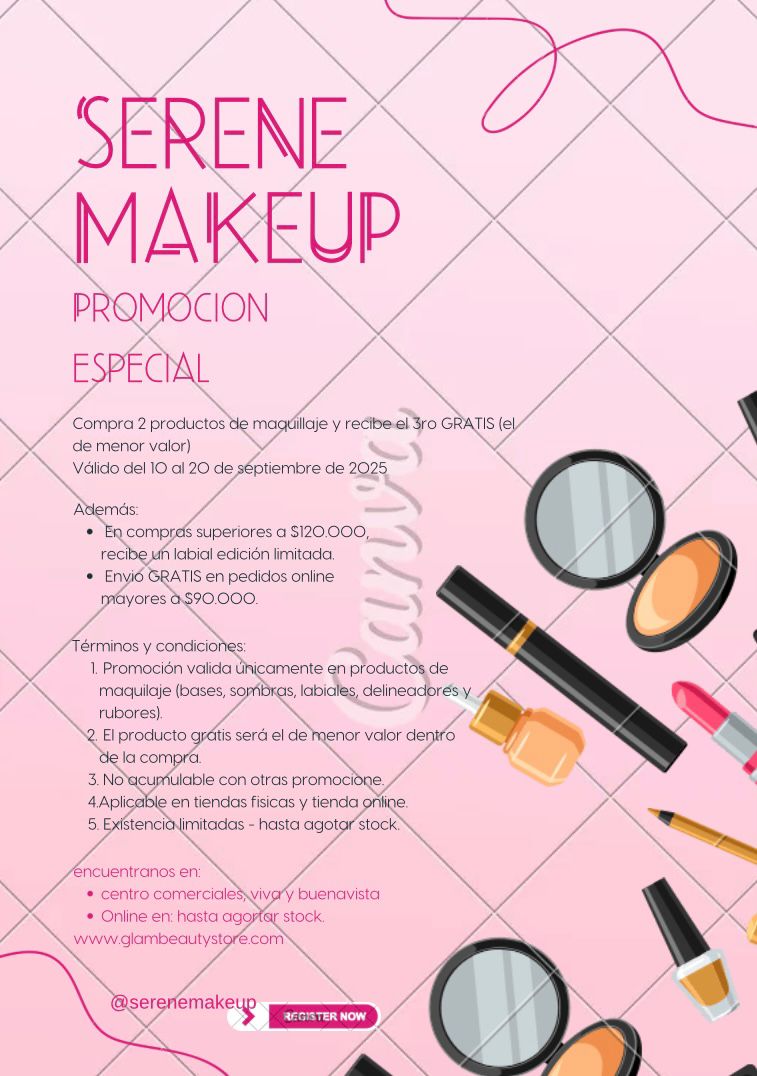 SERENE
MAKEUP
PROMOCION
ESPECIAL
Compra 2 productos de maquillaje y recibe el 3ro GRATIS (el
de menor valor)
Válido del 10 al 20 de septiembre de 2025
Además:
• En compras superiores a $120.000,
recibe un labial edición limitada.
• Envió GRATIS en pedidos online
mayores a $90.000.
Términos y condiciones:
1. Promoción valida únicamente en productos de
maquilaje (bases, sombras, labiales, delineadores y
rubores).
2. El producto gratis será el de menor valor dentro
de la compra.
3. No acumulable con otras promocione.
4.Aplicable en tiendas fisicas y tienda online.
5. Existencia limitadas - hasta agotar stock.
encuentranos en:
• centro comerciales, viva y buenavista
• Online en: hasta agortar stock.
www.glambeautystore.com
@serenemakeup
REGISTER NOW
Canva